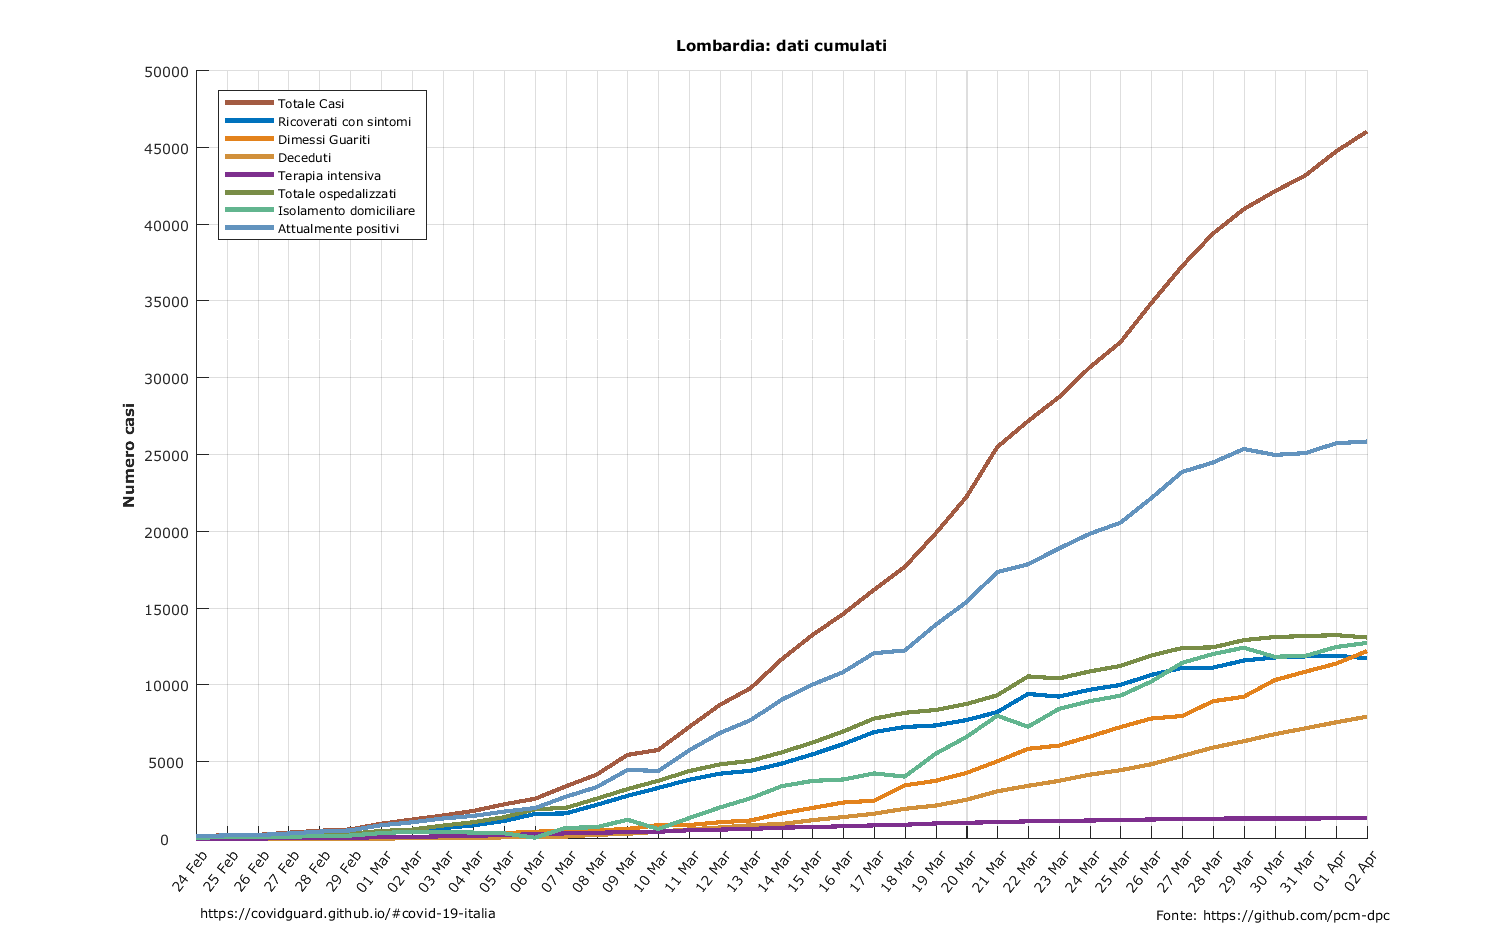 Lombardia: dati cumulati
50000
45000
40000
35000
30000
25000
20000
15000
10000
5000
0
Numero casi
Totale Casi
Ricoverati con sintomi
Dimessi Guariti
Deceduti
Terapia intensiva
Totale ospedalizzati
Isolamento domiciliare
Attualmente positivi
24 Feb
25 Feb
26 Feb
27 Feb
28 Feb
29 Feb
01 Mar
02 Mar
03 Mar
04 Mar
05 Mar
06 Mar
07 Mar
08 Mar
09 Mar
10 Mar
11 Mar
12 Mar
13 Mar
14 Mar
15 Mar
16 Mar
17 Mar
18 Mar
19 Mar
20 Mar
21 Mar
22 Mar
23 Mar
24 Mar
25 Mar
26 Mar
27 Mar
28 Mar
29 Mar
30 Mar
31 Mar
01 Apr
02 Apr
https://covidguard.github.io/#covid-19-italia
Fonte: https://github.com/pcm-dpc